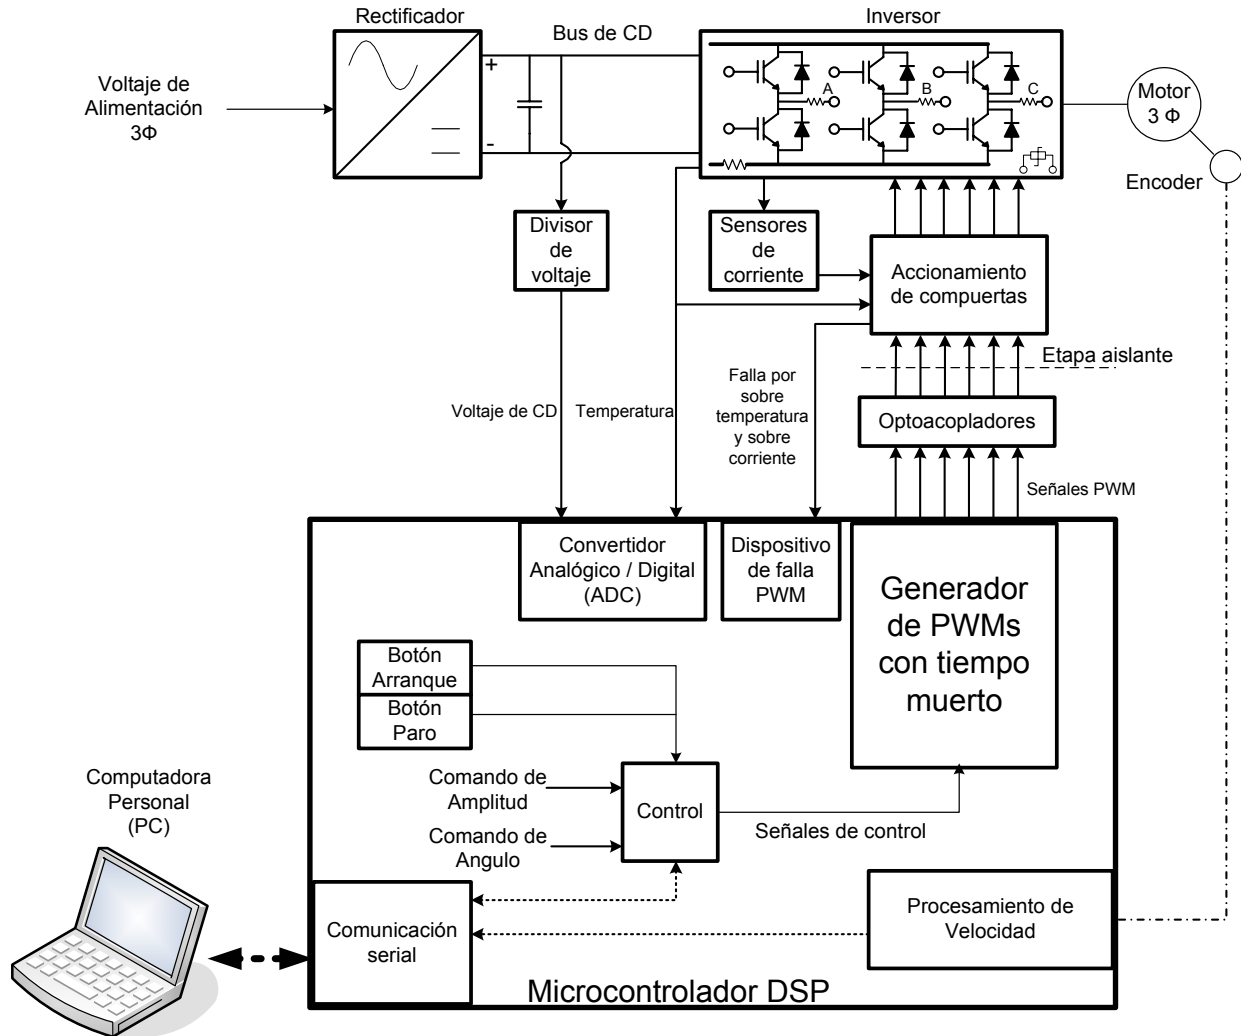 Rectificador
Inversor
Bus de CD
Voltaje de
Alimentación
3Φ
+
-
A
B
C
Motor
3 Φ
Encoder
Divisor
de
voltaje
Sensores
de
corriente
Accionamiento
de compuertas
Etapa aislante
Falla por
sobre
temperatura
y sobre
corriente
Voltaje de CD
Temperatura
Optoacopladores
Señales PWM
Convertidor
Analógico / Digital
(ADC)
Dispositivo
de falla
PWM
Generador
de PWMs
con tiempo
muerto
Botón
Arranque
Botón
Paro
Computadora
Personal
(PC)
Comando de
Amplitud
Control
Señales de control
Comando de
Angulo
Comunicación
serial
Procesamiento de
Velocidad
Microcontrolador DSP